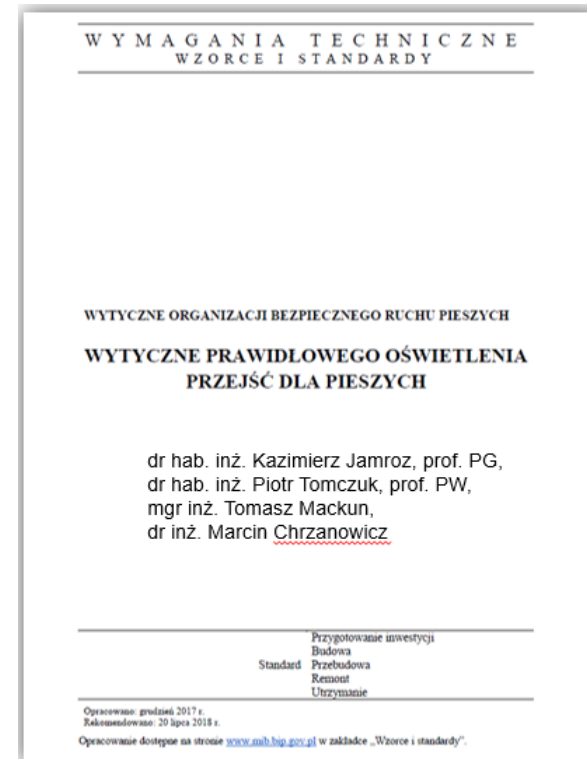 WYMAGANIA TECHNICZNE
WZORCE I STANDARDY
WYTYCZNE ORGANIZACJI BEZPIECZNEGO RUCHU PIESZYCH
WYTYCZNE PRAWIDŁOWEGO OŚWIETLENIA
PRZEJŚĆ DLA PIESZYCH
dr hab. inż. Kazimierz Jamroz, prof. PG,
dr hab. inż. Piotr Tomczuk, prof. PW,
mgr inż. Tomasz Mackun,
dr inż. Marcin Chrzanowicz
Przygotowanie inwestycji
Budowa
Standard Przebudowa
Remont
Utrzymanie
Opracowano: grudzień 2017 r.
Rekomendowano: 20 lipca 2018 r.
Opracowanie dostępne na stronie www.mib.bip.gov.pl w zakładce „Wzorce i standardy”.